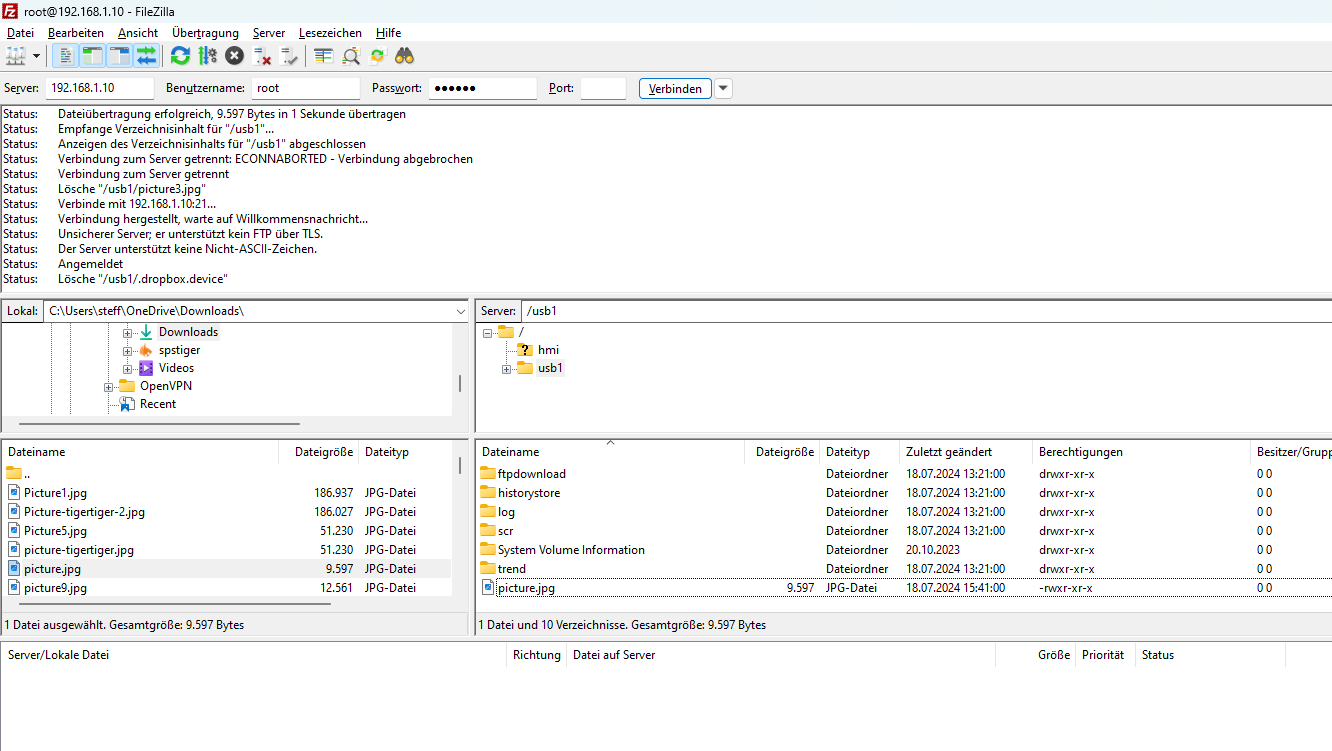 root@192.168.1.10 - FileZilla
Datei Bearbeiten Ansicht Übertragung Server Lesezeichen Hilfe
Server: 192.168.1.10 Benutzername: root Passwort: ●●●●●● Port: Verbinden
Status: Dateiübertragung erfolgreich, 9.597 Bytes in 1 Sekunde übertragen
Status: Empfange Verzeichnisinhalt für "/usb1"...
Status: Anzeigen des Verzeichnisinhalts für "/usb1" abgeschlossen
Status: Verbindung zum Server getrennt: ECONNABORTED - Verbindung abgebrochen
Status: Verbindung zum Server getrennt
Status: Lösche "/usb1/picture3.jpg"
Status: Verbinde mit 192.168.1.10:21...
Status: Verbindung hergestellt, warte auf Willkommensnachricht...
Status: Unsicherer Server; er unterstützt kein FTP über TLS.
Status: Der Server unterstützt keine Nicht-ASCII-Zeichen.
Status: Angemeldet
Status: Lösche "/usb1/.dropbox.device"
Lokal: C:\Users\steff\OneDrive\Downloads\
Downloads
spstiger
Videos
OpenVPN
Recent
Server: /usb1
/
hmi
usb1
Dateiname Dateigröße Dateityp
..
Picture1.jpg 186.937 JPG-Datei
Picture-tigertiger-2.jpg 186.027 JPG-Datei
Picture5.jpg 51.230 JPG-Datei
picture-tigertiger.jpg 51.230 JPG-Datei
picture.jpg 9.597 JPG-Datei
picture9.jpg 12.561 JPG-Datei
1 Datei ausgewählt. Gesamtgröße: 9.597 Bytes
Dateiname Dateigröße Dateityp Zuletzt geändert Berechtigungen Besitzer/Grupp
ftpdownload Dateiordner 18.07.2024 13:21:00 drwxr-xr-x 0 0
historystore Dateiordner 18.07.2024 13:21:00 drwxr-xr-x 0 0
log Dateiordner 18.07.2024 13:21:00 drwxr-xr-x 0 0
scr Dateiordner 18.07.2024 13:21:00 drwxr-xr-x 0 0
System Volume Information Dateiordner 20.10.2023 drwxr-xr-x 0 0
trend Dateiordner 18.07.2024 13:21:00 drwxr-xr-x 0 0
picture.jpg 9.597 JPG-Datei 18.07.2024 15:41:00 -rwxr-xr-x 0 0
1 Datei und 10 Verzeichnisse. Gesamtgröße: 9.597 Bytes
Server/Lokale Datei Richtung Datei auf Server Größe Priorität Status